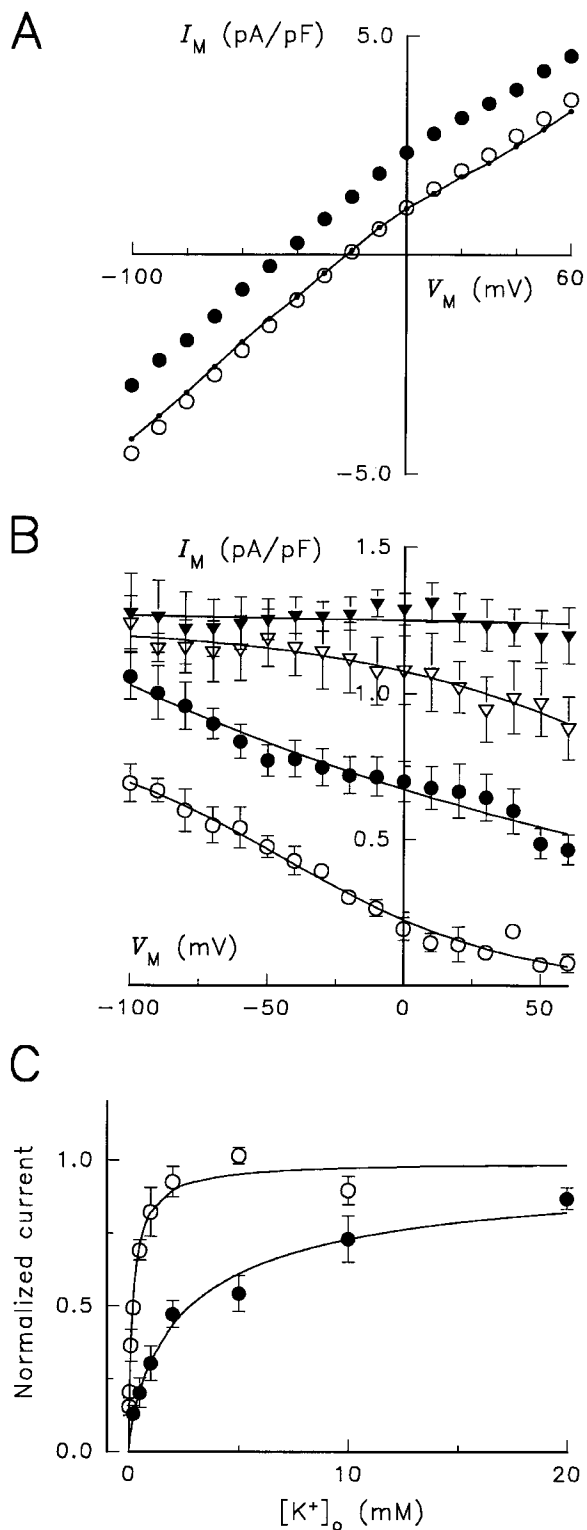 A
I_M (pA/pF)
5.0
-100
V_M (mV)
60
-5.0
B
I_M (pA/pF)
1.5
1.0
0.5
V_M (mV)
-100
-50
0
50
C
Normalized current
1.0
0.5
0.0
0
10
20
[K⁺]ₒ (mM)